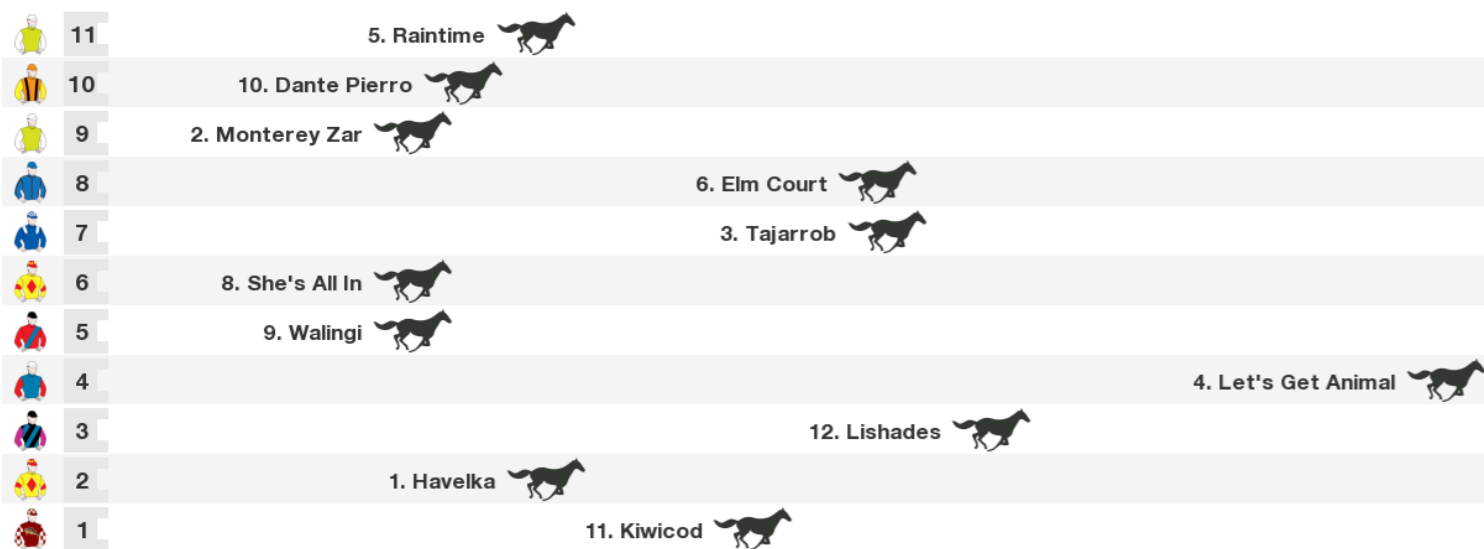 11 5. Raintime
10 10. Dante Pierro
9 2. Monterey Zar
8 6. Elm Court
7 3. Tajarrob
6 8. She's All In
5 9. Walingi
4 4. Let's Get Animal
3 12. Lishades
2 1. Havelka
1 11. Kiwicod